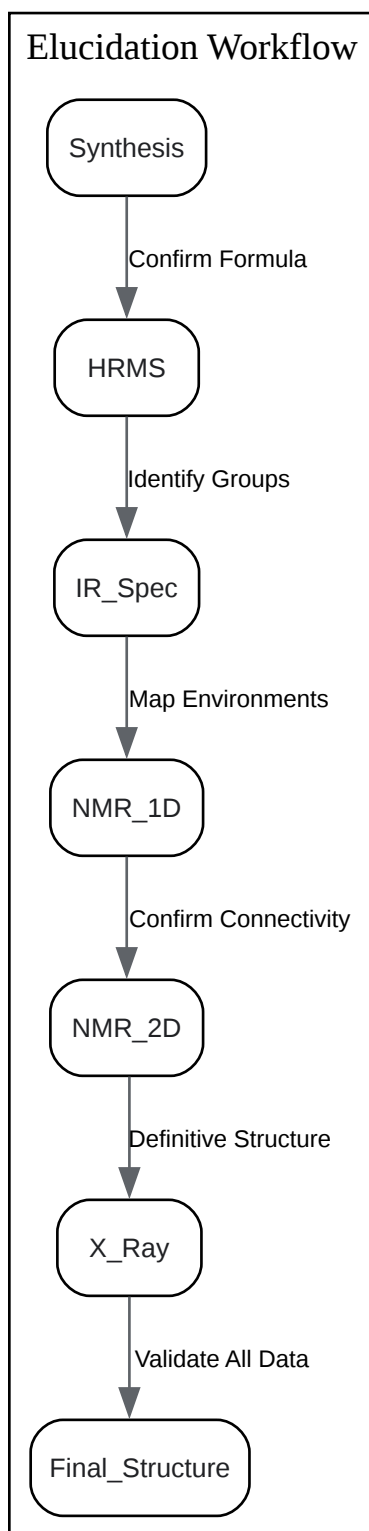 Elucidation Workflow
Synthesis
Confirm Formula
HRMS
Identify Groups
IR_Spec
Map Environments
NMR_1D
Confirm Connectivity
NMR_2D
Definitive Structure
X_Ray
Validate All Data
Final_Structure